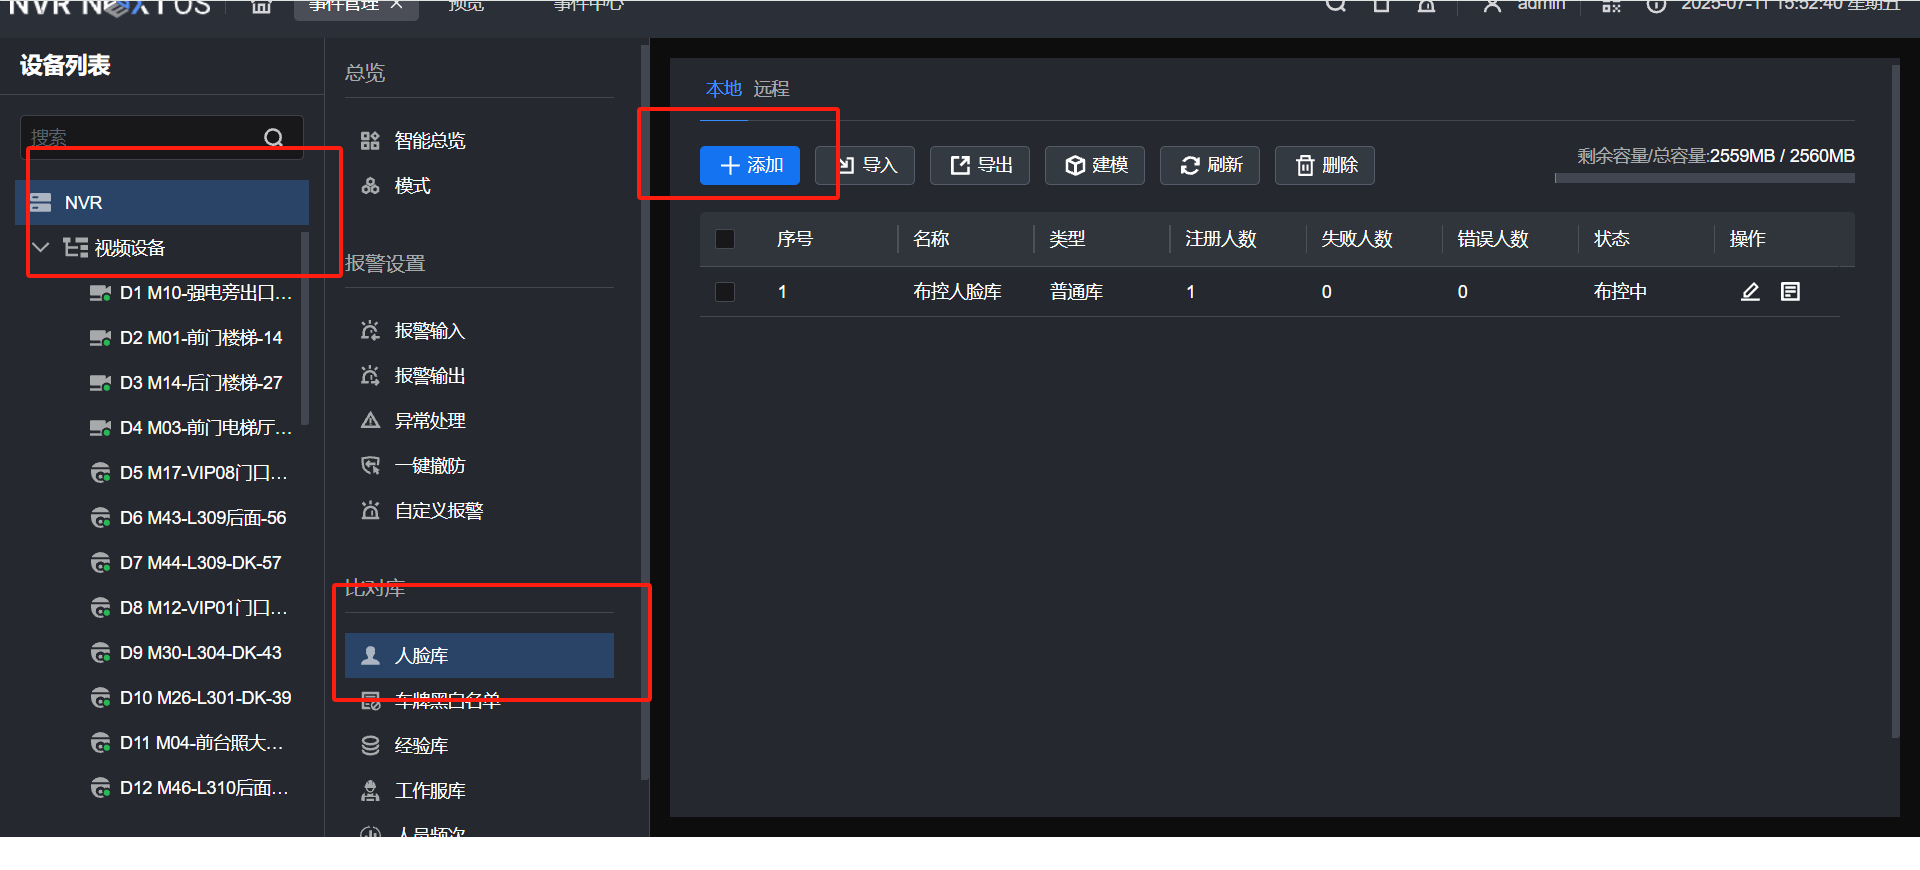 NVR NEXTOS
事件管理 ×
预览
事件中心
admin
2025-07-11 15:52:40 星期五
设备列表
搜索
NVR
视频设备
D1 M10-强电旁出口...
D2 M01-前门楼梯-14
D3 M14-后门楼梯-27
D4 M03-前门电梯厅...
D5 M17-VIP08门口...
D6 M43-L309后面-56
D7 M44-L309-DK-57
D8 M12-VIP01门口...
D9 M30-L304-DK-43
D10 M26-L301-DK-39
D11 M04-前台照大...
D12 M46-L310后面...
总览
智能总览
模式
报警设置
报警输入
报警输出
异常处理
一键撤防
自定义报警
比对库
人脸库
车牌黑白名单
经验库
工作服库
人员频次
本地 远程
添加 导入 导出 建模 刷新 删除
剩余容量/总容量:2559MB / 2560MB
序号 名称 类型 注册人数 失败人数 错误人数 状态 操作
1 布控人脸库 普通库 1 0 0 布控中